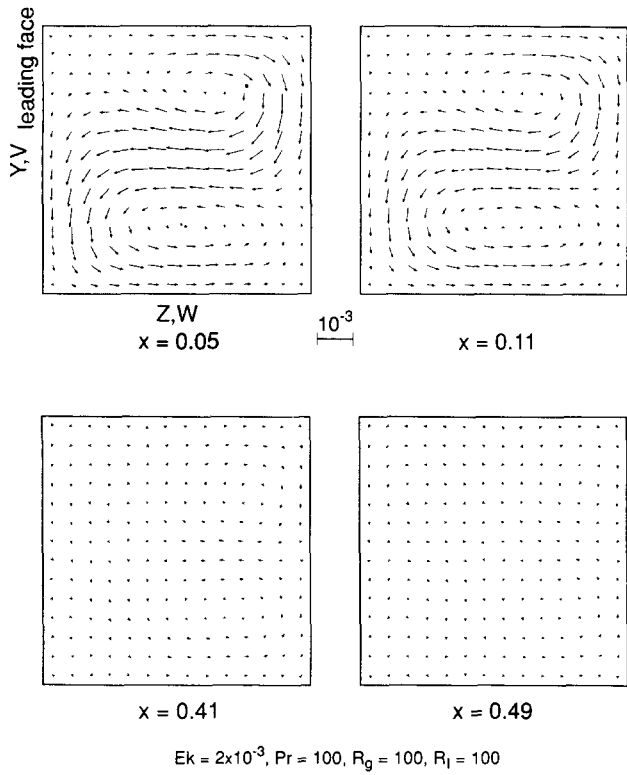 Y,V leading face
Z,W
x = 0.05
10⁻³
x = 0.11
x = 0.41
x = 0.49
Ek = 2x10⁻³, Pr = 100, R_g = 100, R_l = 100